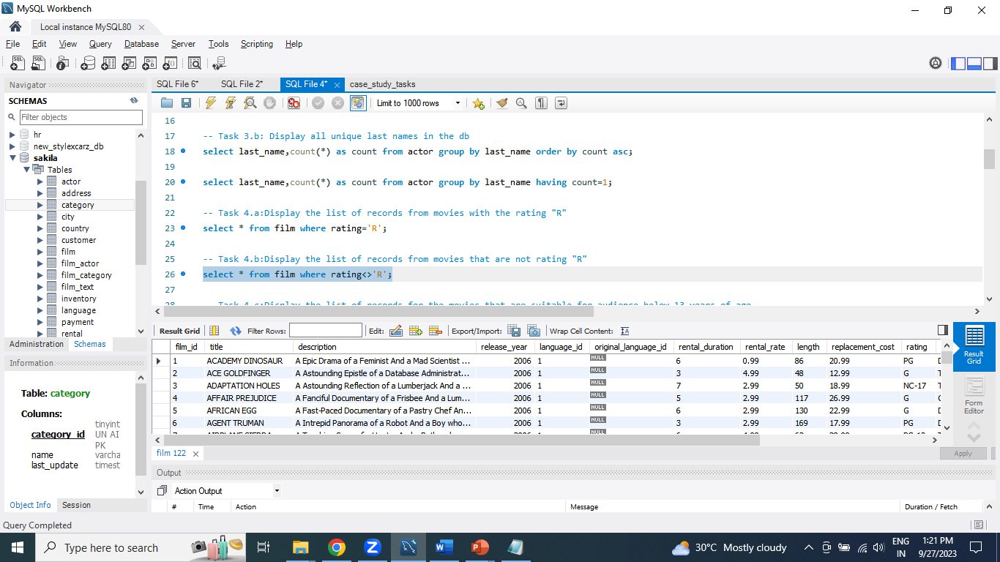 MySQL Workbench
Local instance MySQL80
File Edit View Query Database Server Tools Scripting Help
Navigator
SCHEMAS
Filter objects
hr
new_stylexcarz_db
sakila
Tables
actor
address
category
city
country
customer
film
film_actor
film_category
film_text
inventory
language
payment
rental
Administration Schemas
Information
Table: category
Columns:
category_id tinyint UN AI PK
name varcha
last_update timest
Object Info Session
SQL File 6* SQL File 2* SQL File 4* case_study_tasks
Limit to 1000 rows
16
17 -- Task 3.b: Display all unique last names in the db
18 select last_name,count(*) as count from actor group by last_name order by count asc;
19
20 select last_name,count(*) as count from actor group by last_name having count=1;
21
22 -- Task 4.a:Display the list of records from movies with the rating "R"
23 select * from film where rating='R';
24
25 -- Task 4.b:Display the list of records from movies that are not rating "R"
26 select * from film where rating<>'R';
27
28 -- Task 4.c:Display the list of records for the movies that are suitable for audience below 13 years of age
Result Grid Filter Rows: Edit: Export/Import: Wrap Cell Content:
film_id title description release_year language_id original_language_id rental_duration rental_rate length replacement_cost rating
1 ACADEMY DINOSAUR A Epic Drama of a Feminist And a Mad Scientist ... 2006 1 NULL 6 0.99 86 20.99 PG
2 ACE GOLDFINGER A Astounding Epistle of a Database Administrat... 2006 1 NULL 3 4.99 48 12.99 G
3 ADAPTATION HOLES A Astounding Reflection of a Lumberjack And a ... 2006 1 NULL 7 2.99 50 18.99 NC-17
4 AFFAIR PREJUDICE A Fanciful Documentary of a Frisbee And a Lum... 2006 1 NULL 5 2.99 117 26.99 G
5 AFRICAN EGG A Fast-Paced Documentary of a Pastry Chef An... 2006 1 NULL 6 2.99 130 22.99 G
6 AGENT TRUMAN A Intrepid Panorama of a Robot And a Boy who... 2006 1 NULL 3 2.99 169 17.99 PG
Result Grid
Form Editor
film 122
Apply
Output
Action Output
# Time Action Message Duration / Fetch
Query Completed
Type here to search
30°C Mostly cloudy
ENG
IN
1:21 PM
9/27/2023